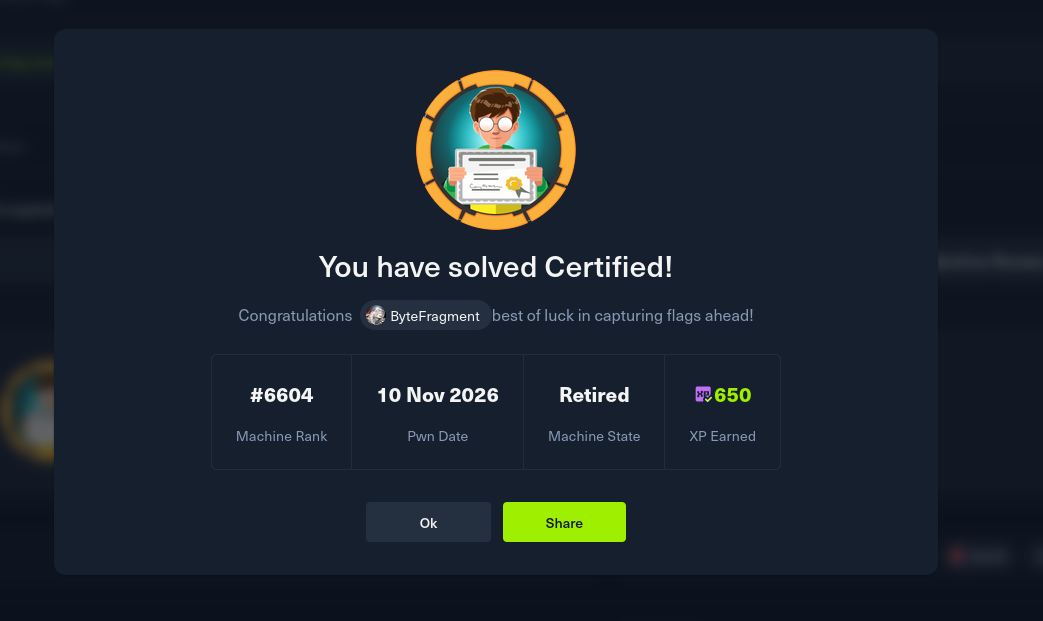 You have solved Certified!
Congratulations ByteFragment best of luck in capturing flags ahead!
#6604 10 Nov 2026 Retired XP 650
Machine Rank Pwn Date Machine State XP Earned
Ok Share